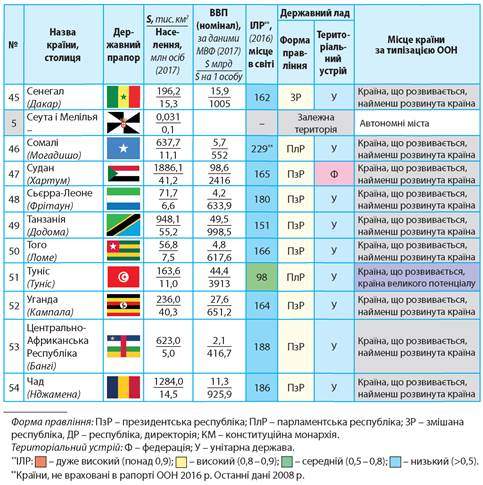 №
Назва
країни,
столиця
Дер-
жавний
прапор
S, тис. км²
Насе-
лення,
млн осіб
(2017)
ВВП
(номінал),
за даними
МВФ (2017)
$ млрд
$ на 1 особу
ІЛР**,
(2016)
місце
в світі
Державний лад
Форма
прав-
ління
Терито-
ріаль-
ний
устрій
Місце країни
за типізацією ООН
45 Сенегал (Дакар) 196,2 15,3 15,9 1005 162 ЗР У Країна, що розвивається, найменш розвинута країна
5 Сеута і Мелілья – 0,031 0,1 – Залежна територія Автономні міста
46 Сомалі (Могадишо) 637,7 11,1 5,7 552 229** ПлР У Країна, що розвивається, найменш розвинута країна
47 Судан (Хартум) 1886,1 41,2 98,6 2416 165 ПзР Ф Країна, що розвивається, найменш розвинута країна
48 Сьєрра-Леоне (Фрітаун) 71,7 6,6 4,2 633,9 180 ПзР У Країна, що розвивається, найменш розвинута країна
49 Танзанія (Додома) 948,1 55,2 49,5 998,5 151 ПзР У Країна, що розвивається, найменш розвинута країна
50 Того (Ломе) 56,8 7,5 4,8 617,6 166 ПзР У Країна, що розвивається, найменш розвинута країна
51 Туніс (Туніс) 163,6 11,0 44,4 3913 98 ПлР У Країна, що розвивається, країна великого потенціалу
52 Уганда (Кампала) 236,0 40,3 27,6 651,2 164 ПзР У Країна, що розвивається, найменш розвинута країна
53 Центрально-Африканська Республіка (Бангі) 623,0 5,0 2,1 416,7 188 ПзР У Країна, що розвивається, найменш розвинута країна
54 Чад (Нджамена) 1284,0 14,5 11,3 925,9 186 ПзР У Країна, що розвивається, найменш розвинута країна
Форма правління: ПзР – президентська республіка; ПлР – парламентська республіка; ЗР – змішана
республіка, ДР – республіка, директорія; КМ – конституційна монархія.
Територіальний устрій: Ф – федерація; У – унітарна держава.
**ІЛР: – дуже високий (понад 0,9); – високий (0,8 – 0,9); – середній (0,5 – 0,8); – низький (>0,5).
**Країни, не враховані в рапорті ООН 2016 р. Останні дані 2008 р.